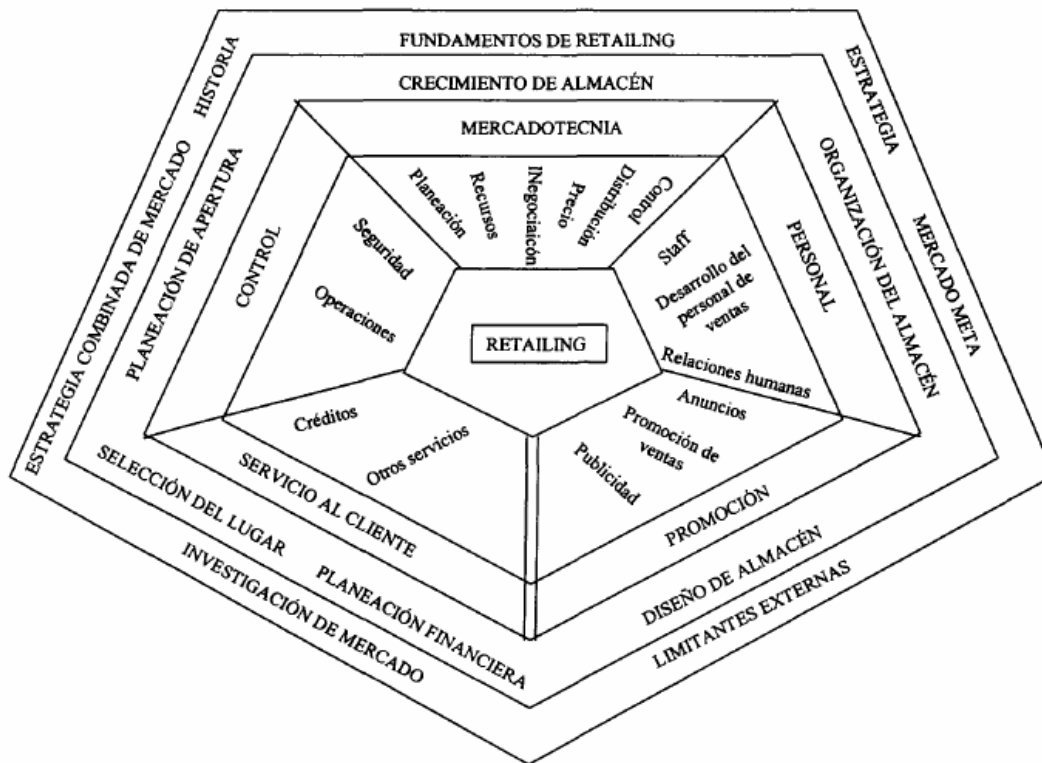 FUNDAMENTOS DE RETAILING
HISTORIA
ESTRATEGIA COMBINADA DE MERCADO
ESTRATEGIA
MERCADO META
INVESTIGACIÓN DE MERCADO
LIMITANTES EXTERNAS
CRECIMIENTO DE ALMACÉN
PLANEACIÓN DE APERTURA
ORGANIZACIÓN DEL ALMACÉN
SELECCIÓN DEL LUGAR
PLANEACIÓN FINANCIERA
DISEÑO DE ALMACÉN
MERCADOTECNIA
Planeación
Recursos
INegociaicón
Precio
Distribución
Control
CONTROL
Seguridad
Operaciones
PERSONAL
Staff
Desarrollo del
personal de
ventas
Relaciones humanas
RETAILING
SERVICIO AL CLIENTE
Créditos
Otros servicios
PROMOCIÓN
Anuncios
Promoción de
ventas
Publicidad